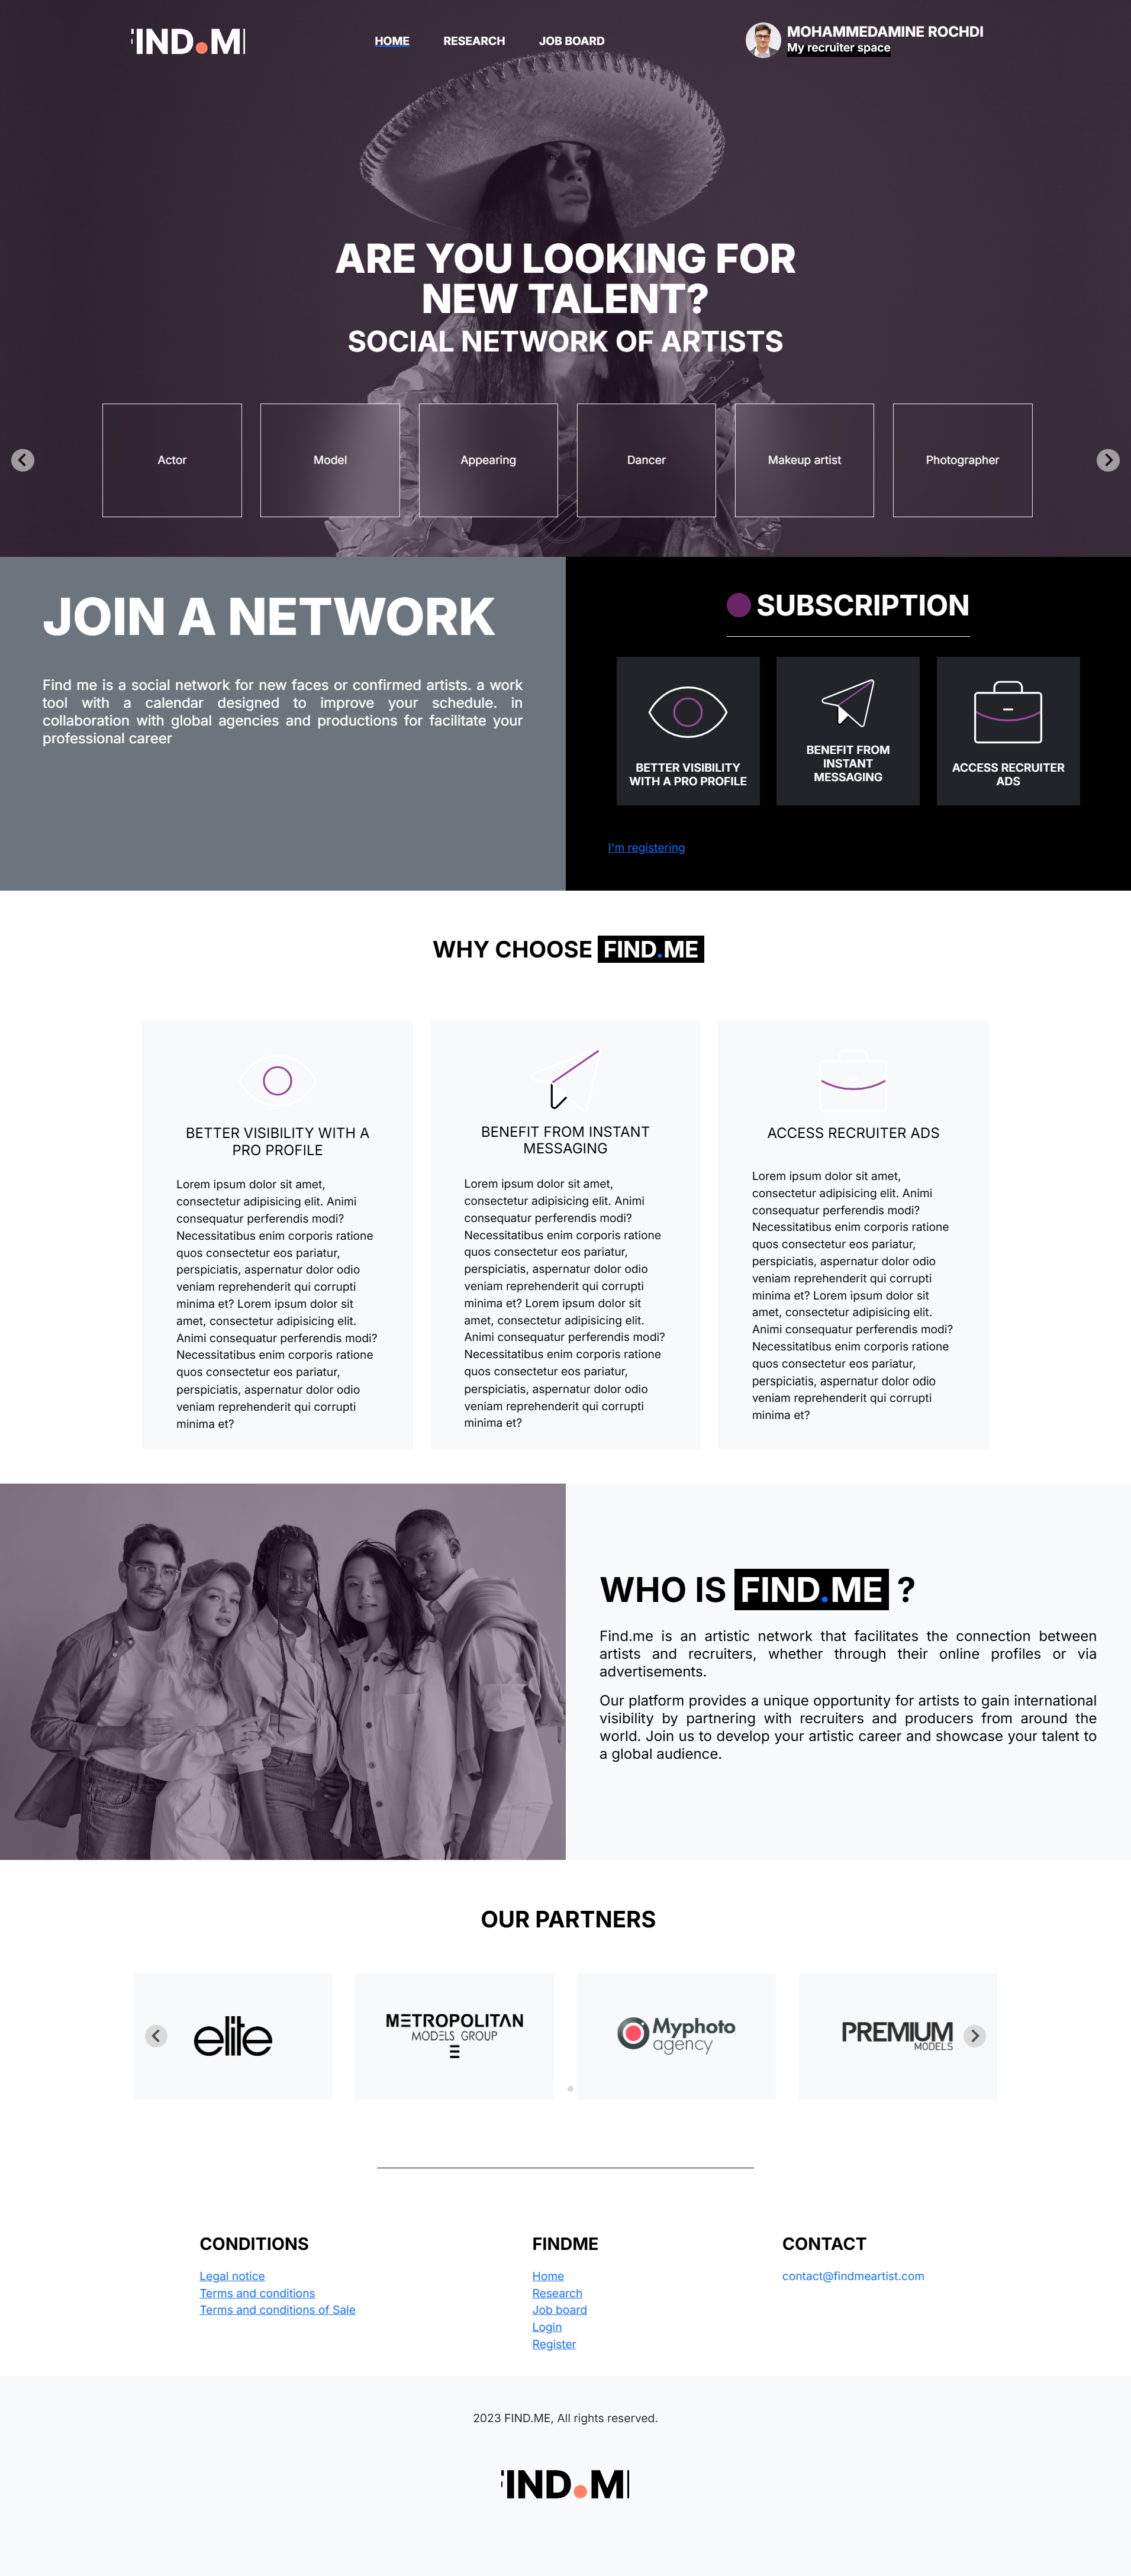 FIND.ME
HOME
RESEARCH
JOB BOARD
MOHAMMEDAMINE ROCHDI
My recruiter space
ARE YOU LOOKING FOR
NEW TALENT?
SOCIAL NETWORK OF ARTISTS
Actor
Model
Appearing
Dancer
Makeup artist
Photographer
JOIN A NETWORK
Find me is a social network for new faces or confirmed artists. a work
tool with a calendar designed to improve your schedule. in
collaboration with global agencies and productions for facilitate your
professional career
SUBSCRIPTION
BETTER VISIBILITY
WITH A PRO PROFILE
BENEFIT FROM
INSTANT
MESSAGING
ACCESS RECRUITER
ADS
I'm registering
WHY CHOOSE FIND.ME
BETTER VISIBILITY WITH A
PRO PROFILE
Lorem ipsum dolor sit amet,
consectetur adipisicing elit. Animi
consequatur perferendis modi?
Necessitatibus enim corporis ratione
quos consectetur eos pariatur,
perspiciatis, aspernatur dolor odio
veniam reprehenderit qui corrupti
minima et? Lorem ipsum dolor sit
amet, consectetur adipisicing elit.
Animi consequatur perferendis modi?
Necessitatibus enim corporis ratione
quos consectetur eos pariatur,
perspiciatis, aspernatur dolor odio
veniam reprehenderit qui corrupti
minima et?
BENEFIT FROM INSTANT
MESSAGING
Lorem ipsum dolor sit amet,
consectetur adipisicing elit. Animi
consequatur perferendis modi?
Necessitatibus enim corporis ratione
quos consectetur eos pariatur,
perspiciatis, aspernatur dolor odio
veniam reprehenderit qui corrupti
minima et? Lorem ipsum dolor sit
amet, consectetur adipisicing elit.
Animi consequatur perferendis modi?
Necessitatibus enim corporis ratione
quos consectetur eos pariatur,
perspiciatis, aspernatur dolor odio
veniam reprehenderit qui corrupti
minima et?
ACCESS RECRUITER ADS
Lorem ipsum dolor sit amet,
consectetur adipisicing elit. Animi
consequatur perferendis modi?
Necessitatibus enim corporis ratione
quos consectetur eos pariatur,
perspiciatis, aspernatur dolor odio
veniam reprehenderit qui corrupti
minima et? Lorem ipsum dolor sit
amet, consectetur adipisicing elit.
Animi consequatur perferendis modi?
Necessitatibus enim corporis ratione
quos consectetur eos pariatur,
perspiciatis, aspernatur dolor odio
veniam reprehenderit qui corrupti
minima et?
WHO IS FIND.ME ?
Find.me is an artistic network that facilitates the connection between
artists and recruiters, whether through their online profiles or via
advertisements.
Our platform provides a unique opportunity for artists to gain international
visibility by partnering with recruiters and producers from around the
world. Join us to develop your artistic career and showcase your talent to
a global audience.
OUR PARTNERS
elite
METROPOLITAN
MODELS GROUP
Myphoto
agency
PREMIUM
MODELS
CONDITIONS
Legal notice
Terms and conditions
Terms and conditions of Sale
FINDME
Home
Research
Job board
Login
Register
CONTACT
contact@findmeartist.com
2023 FIND.ME, All rights reserved.
FIND.ME